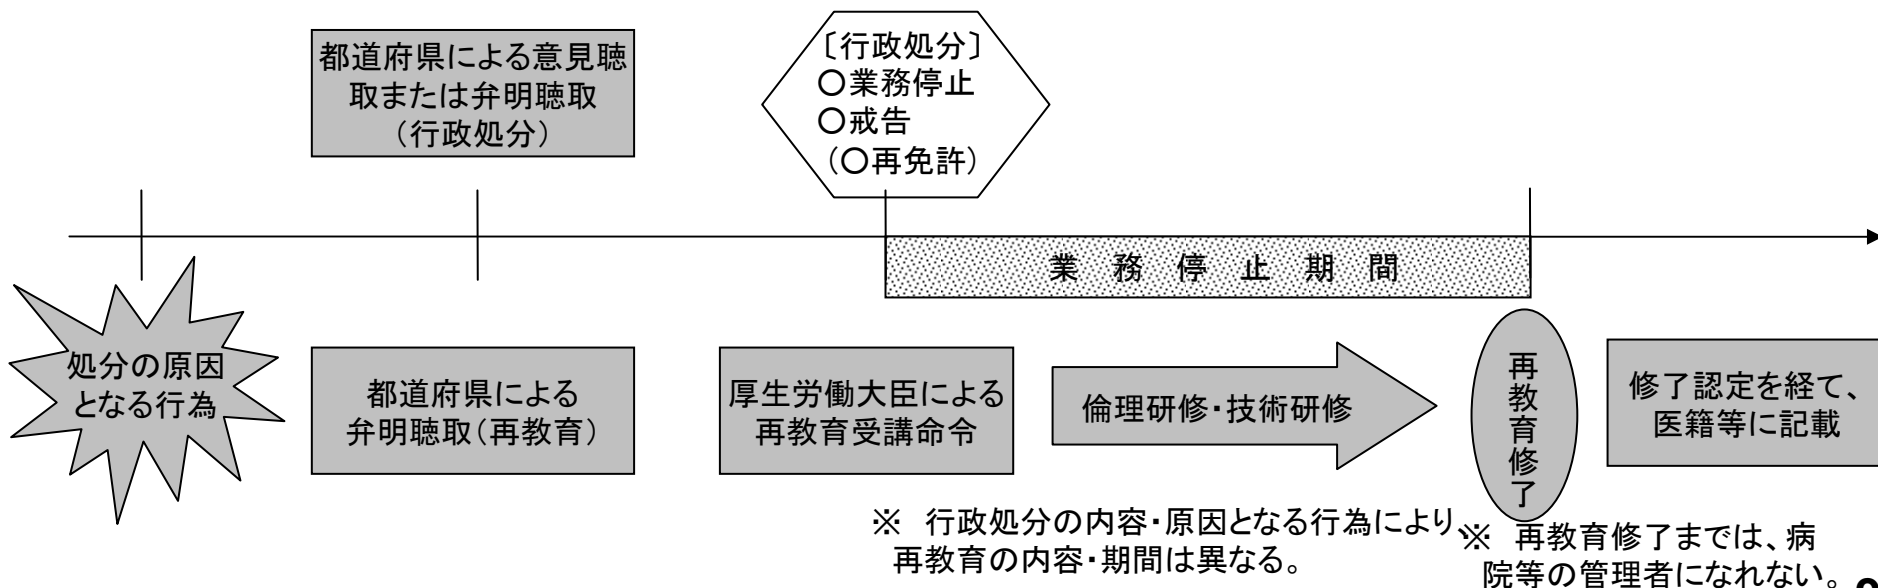 都道府県による意見聴
取または弁明聴取
(行政処分)
〔行政処分〕
○業務停止
○戒告
(○再免許)
業務停止期間
処分の原因
となる行為
都道府県による
弁明聴取(再教育)
厚生労働大臣による
再教育受講命令
倫理研修・技術研修
再教育修了
修了認定を経て、
医籍等に記載
※ 行政処分の内容・原因となる行為により、
再教育の内容・期間は異なる。
※ 再教育修了までは、病
院等の管理者になれない。